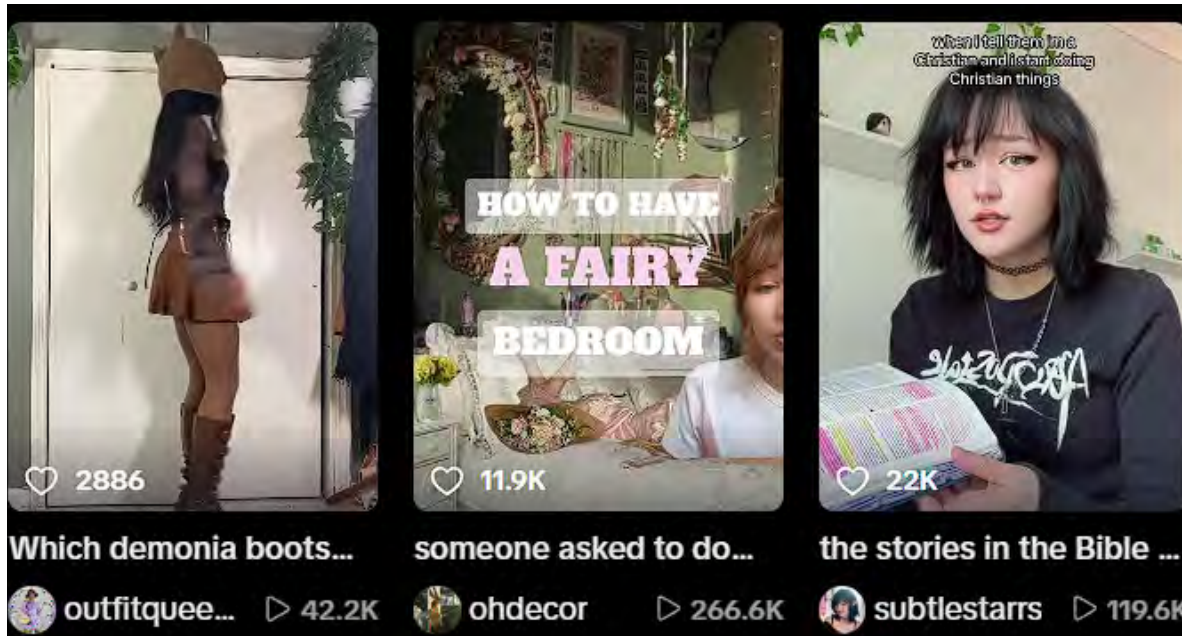 2886
Which demonia boots...
outfitquee...
42.2K
HOW TO HAVE
A FAIRY
BEDROOM
11.9K
someone asked to do...
ohdecor
266.6K
when i tell them im a
Christian and i start doing
Christian things
22K
the stories in the Bible ...
subtlestarrs
119.6K